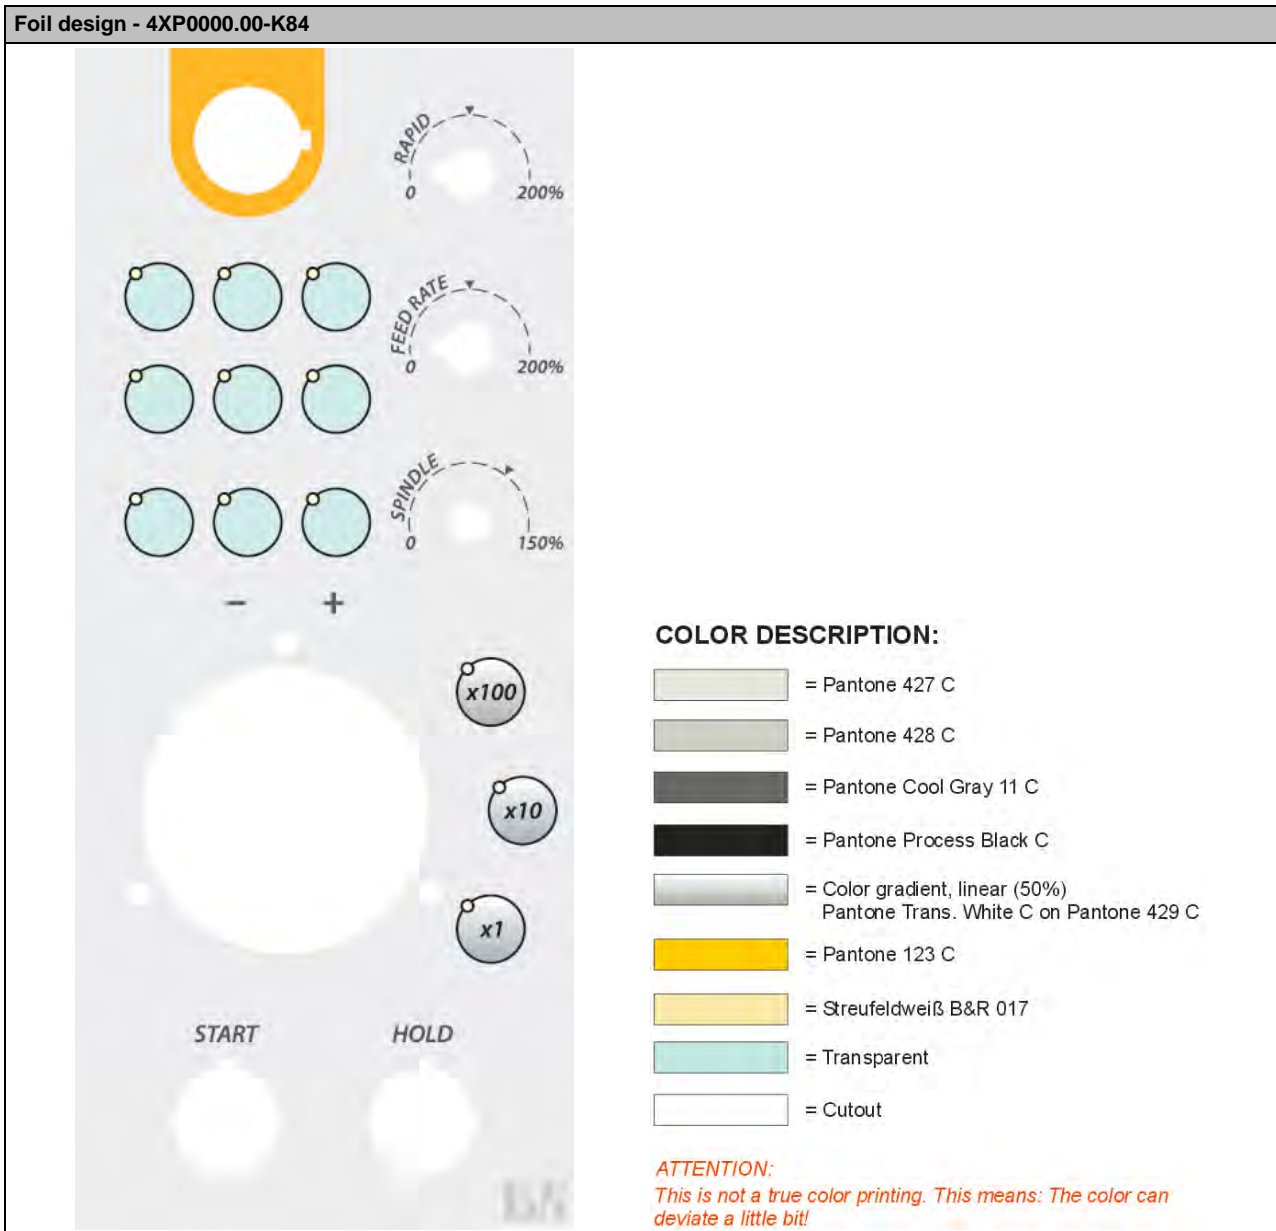 Foil design - 4XP0000.00-K84
RAPID
0
200%
FEED RATE
0
200%
SPINDLE
0
150%
- +
x100
x10
x1
START HOLD
COLOR DESCRIPTION:
= Pantone 427 C
= Pantone 428 C
= Pantone Cool Gray 11 C
= Pantone Process Black C
= Color gradient, linear (50%)
Pantone Trans. White C on Pantone 429 C
= Pantone 123 C
= Streufeldweiß B&R 017
= Transparent
= Cutout
ATTENTION:
This is not a true color printing. This means: The color can
deviate a little bit!